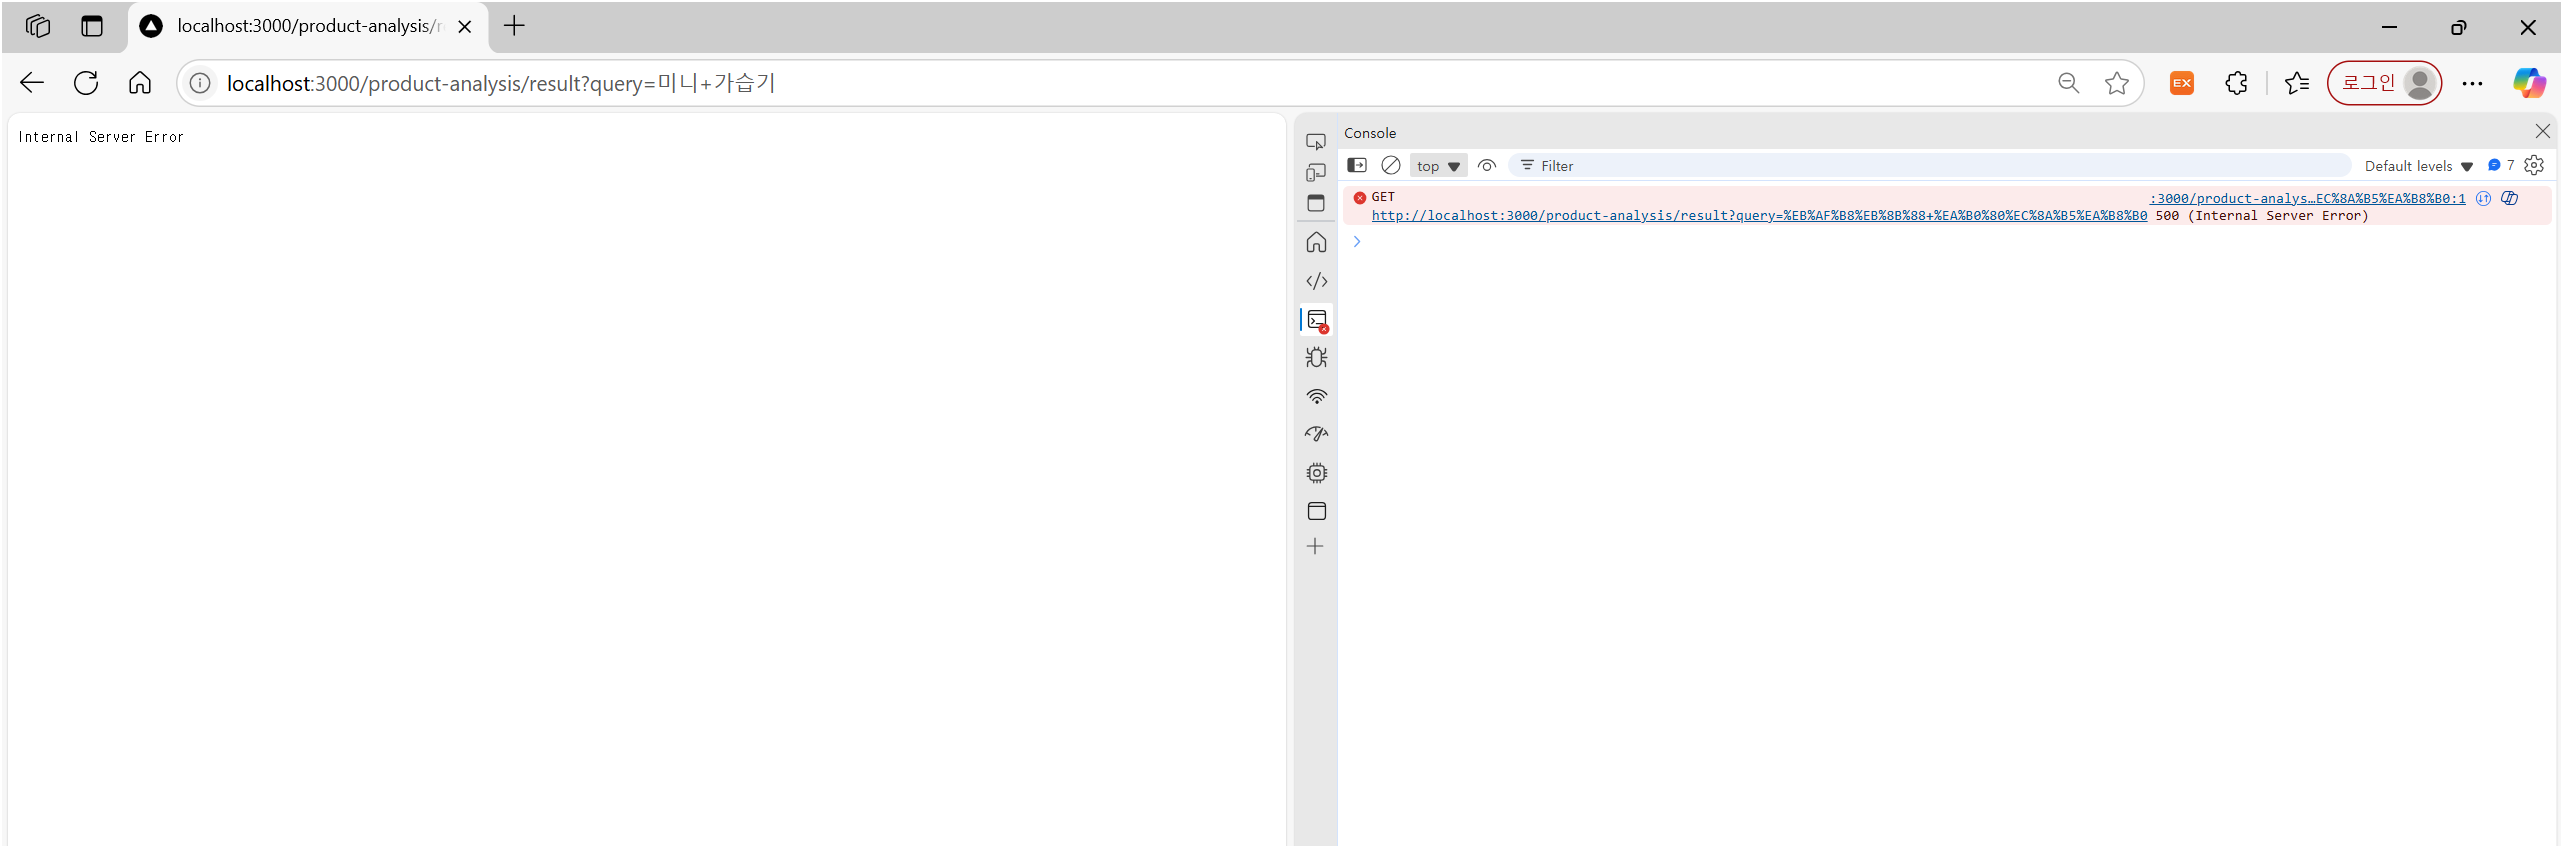 localhost:3000/product-analysis/r
localhost:3000/product-analysis/result?query=미니+가습기
EX
로그인
Internal Server Error
Console
top
Filter
Default levels
7
GET
:3000/product-analys…EC%8A%B5%EA%B8%B0:1
http://localhost:3000/product-analysis/result?query=%EB%AF%B8%EB%8B%88+%EA%B0%80%EC%8A%B5%EA%B8%B0 500 (Internal Server Error)